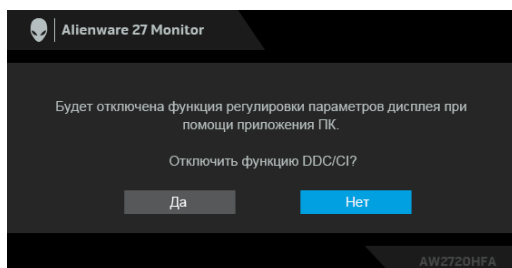 Alienware 27 Monitor
Будет отключена функция регулировки параметров дисплея при
помощи приложения ПК.
Отключить функцию DDC/CI?
Да
Нет
AW2720HFA